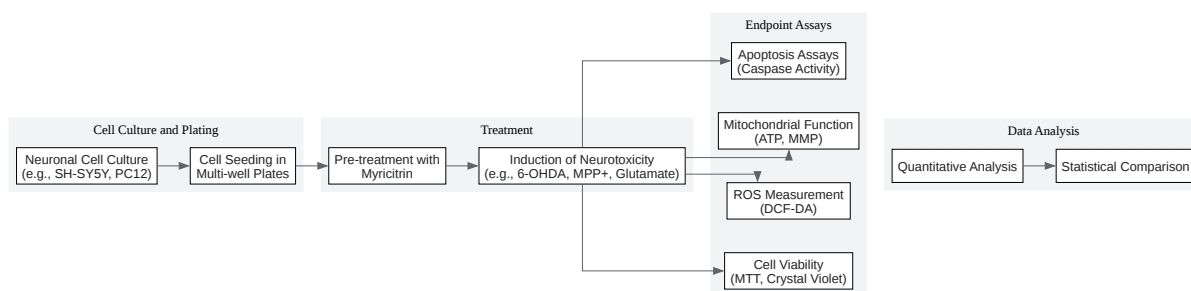 Cell Culture and Plating
Neuronal Cell Culture
(e.g., SH-SY5Y, PC12)
Cell Seeding in
Multi-well Plates
Treatment
Pre-treatment with
Myricitrin
Induction of Neurotoxicity
(e.g., 6-OHDA, MPP+, Glutamate)
Endpoint Assays
Apoptosis Assays
(Caspase Activity)
Mitochondrial Function
(ATP, MMP)
ROS Measurement
(DCF-DA)
Cell Viability
(MTT, Crystal Violet)
Data Analysis
Quantitative Analysis
Statistical Comparison